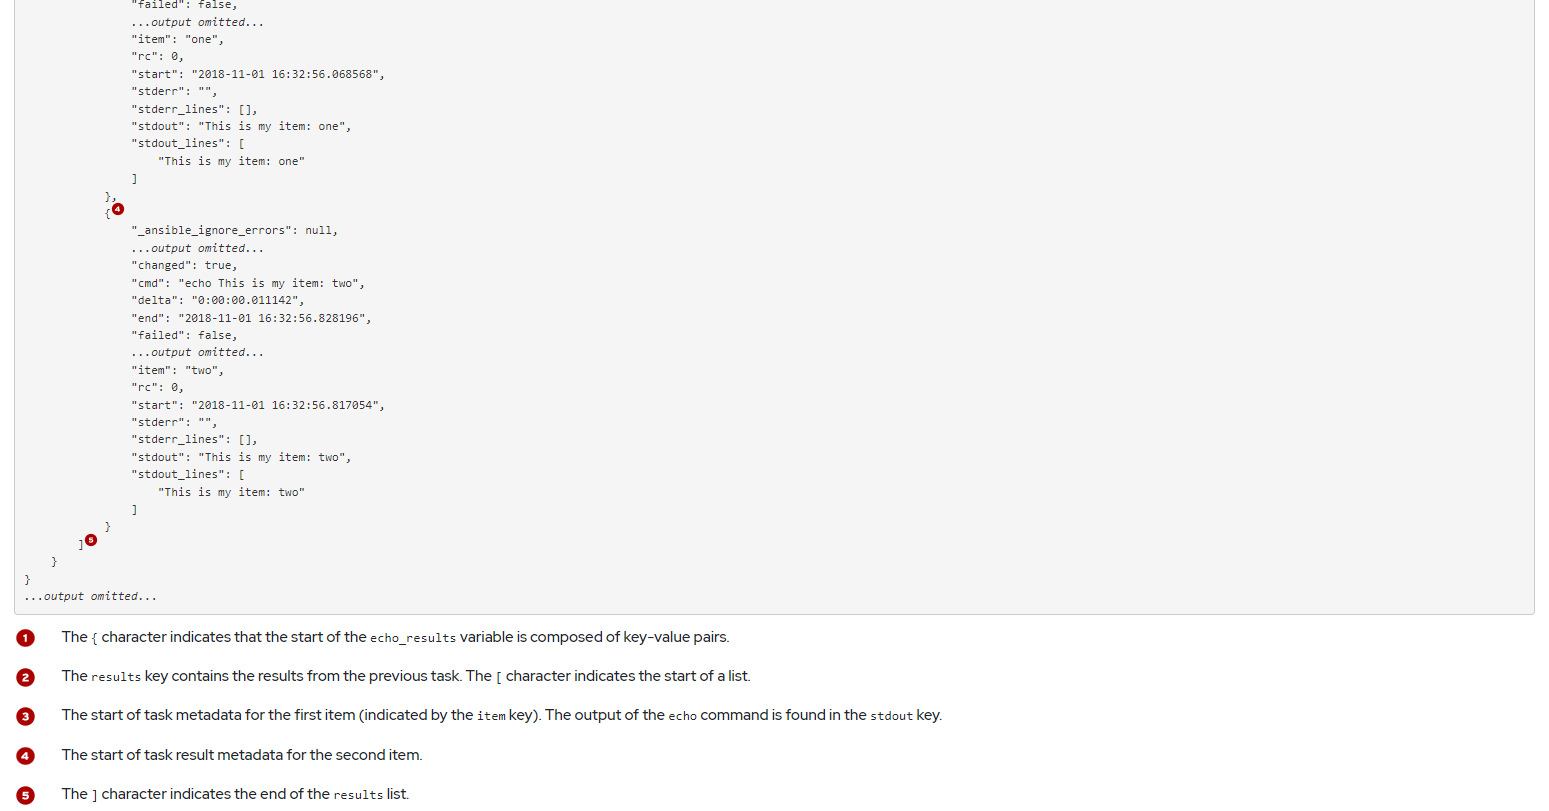 "failed": false,
...output omitted...
"item": "one",
"rc": 0,
"start": "2018-11-01 16:32:56.068568",
"stderr": "",
"stderr_lines": [],
"stdout": "This is my item: one",
"stdout_lines": [
"This is my item: one"
]
},
{ 4
"_ansible_ignore_errors": null,
...output omitted...
"changed": true,
"cmd": "echo This is my item: two",
"delta": "0:00:00.011142",
"end": "2018-11-01 16:32:56.828196",
"failed": false,
...output omitted...
"item": "two",
"rc": 0,
"start": "2018-11-01 16:32:56.817054",
"stderr": "",
"stderr_lines": [],
"stdout": "This is my item: two",
"stdout_lines": [
"This is my item: two"
]
}
] 5
}
}
...output omitted...
1 The { character indicates that the start of the echo_results variable is composed of key-value pairs.
2 The results key contains the results from the previous task. The [ character indicates the start of a list.
3 The start of task metadata for the first item (indicated by the item key). The output of the echo command is found in the stdout key.
4 The start of task result metadata for the second item.
5 The ] character indicates the end of the results list.